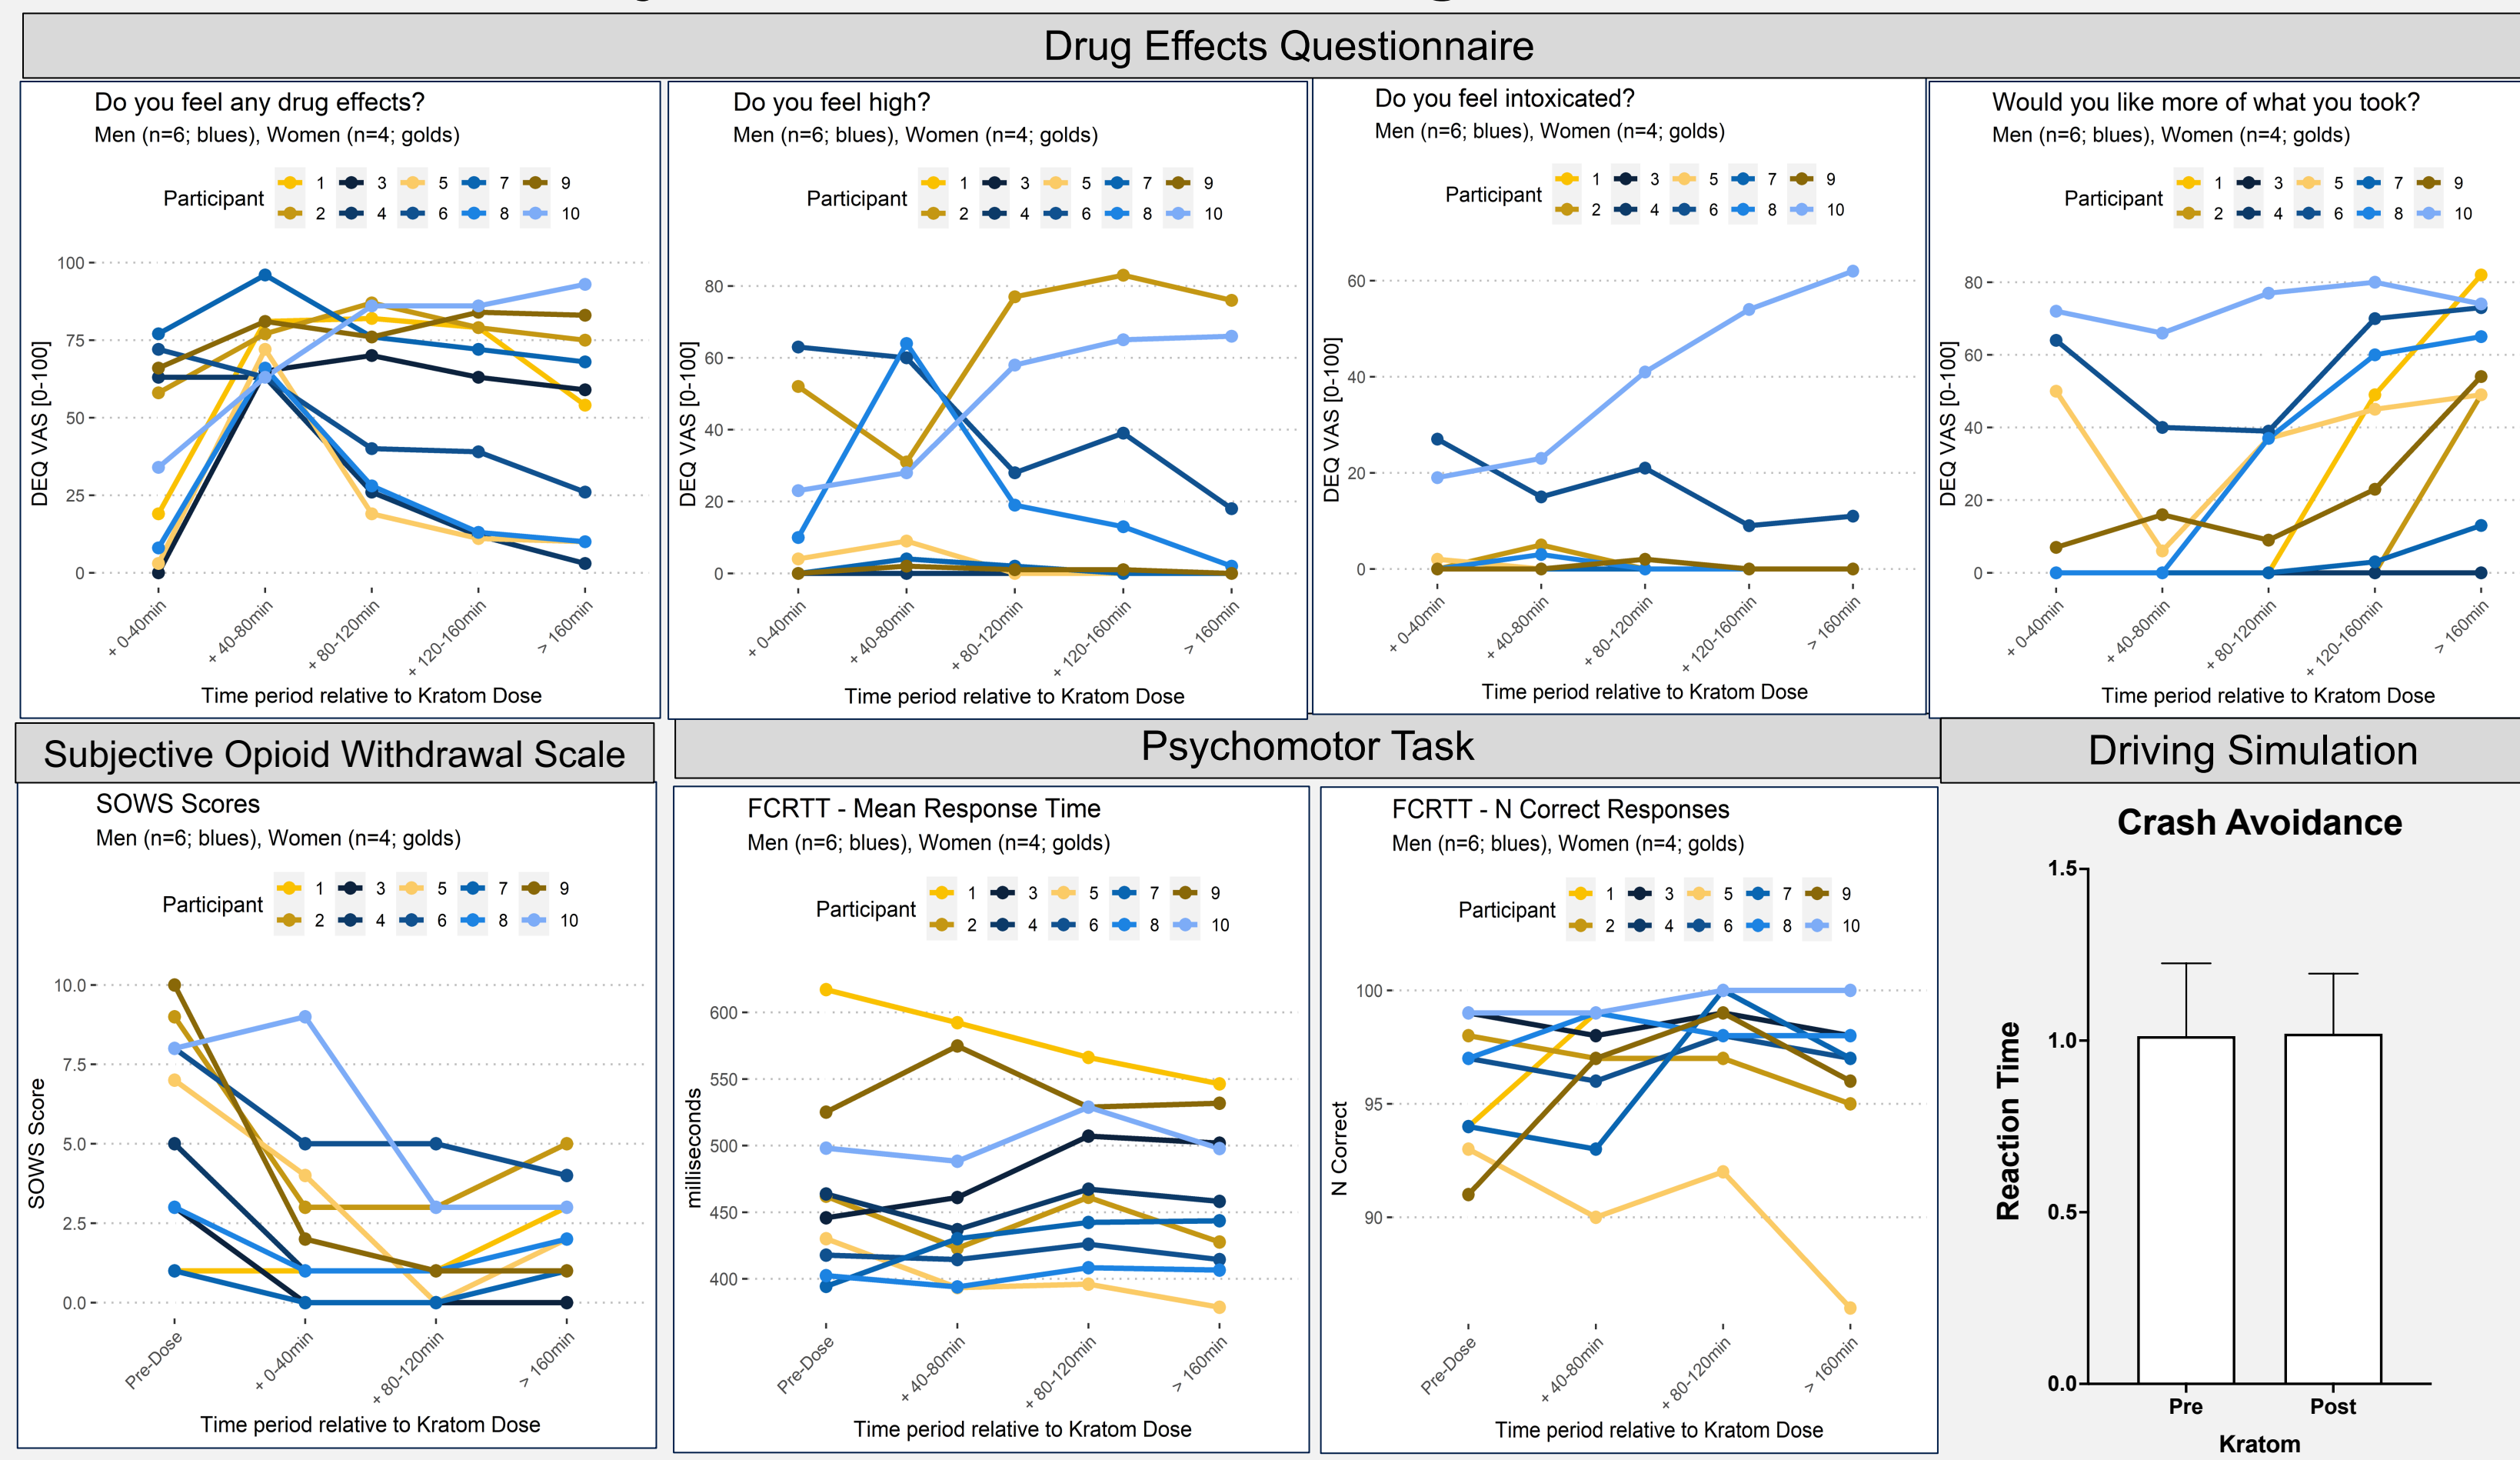 Drug Effects Questionnaire
Do you feel any drug effects?
Men (n=6; blues), Women (n=4; golds)
Participant
1 3 5 7 9
2 4 6 8 10
100
75
50
25
0
DEQ VAS [0-100]
+ 0-40min
+ 40-80min
+ 80-120min
+ 120-160min
> 160min
Time period relative to Kratom Dose
Do you feel high?
Men (n=6; blues), Women (n=4; golds)
Participant
1 3 5 7 9
2 4 6 8 10
80
60
40
20
0
DEQ VAS [0-100]
+ 0-40min
+ 40-80min
+ 80-120min
+ 120-160min
> 160min
Time period relative to Kratom Dose
Do you feel intoxicated?
Men (n=6; blues), Women (n=4; golds)
Participant
1 3 5 7 9
2 4 6 8 10
60
40
20
0
DEQ VAS [0-100]
+ 0-40min
+ 40-80min
+ 80-120min
+ 120-160min
> 160min
Time period relative to Kratom Dose
Would you like more of what you took?
Men (n=6; blues), Women (n=4; golds)
Participant
1 3 5 7 9
2 4 6 8 10
80
60
40
20
0
DEQ VAS [0-100]
+ 0-40min
+ 40-80min
+ 80-120min
+ 120-160min
> 160min
Time period relative to Kratom Dose
Subjective Opioid Withdrawal Scale
SOWS Scores
Men (n=6; blues), Women (n=4; golds)
Participant
1 3 5 7 9
2 4 6 8 10
10.0
7.5
5.0
2.5
0.0
SOWS Score
Pre-Dose
+ 0-40min
+ 80-120min
> 160min
Time period relative to Kratom Dose
Psychomotor Task
FCRTT - Mean Response Time
Men (n=6; blues), Women (n=4; golds)
Participant
1 3 5 7 9
2 4 6 8 10
600
550
500
450
400
milliseconds
Pre-Dose
+ 40-80min
+ 80-120min
> 160min
Time period relative to Kratom Dose
FCRTT - N Correct Responses
Men (n=6; blues), Women (n=4; golds)
Participant
1 3 5 7 9
2 4 6 8 10
100
95
90
N Correct
Pre-Dose
+ 40-80min
+ 80-120min
> 160min
Time period relative to Kratom Dose
Driving Simulation
Crash Avoidance
1.5
1.0
0.5
0.0
Reaction Time
Pre
Post
Kratom